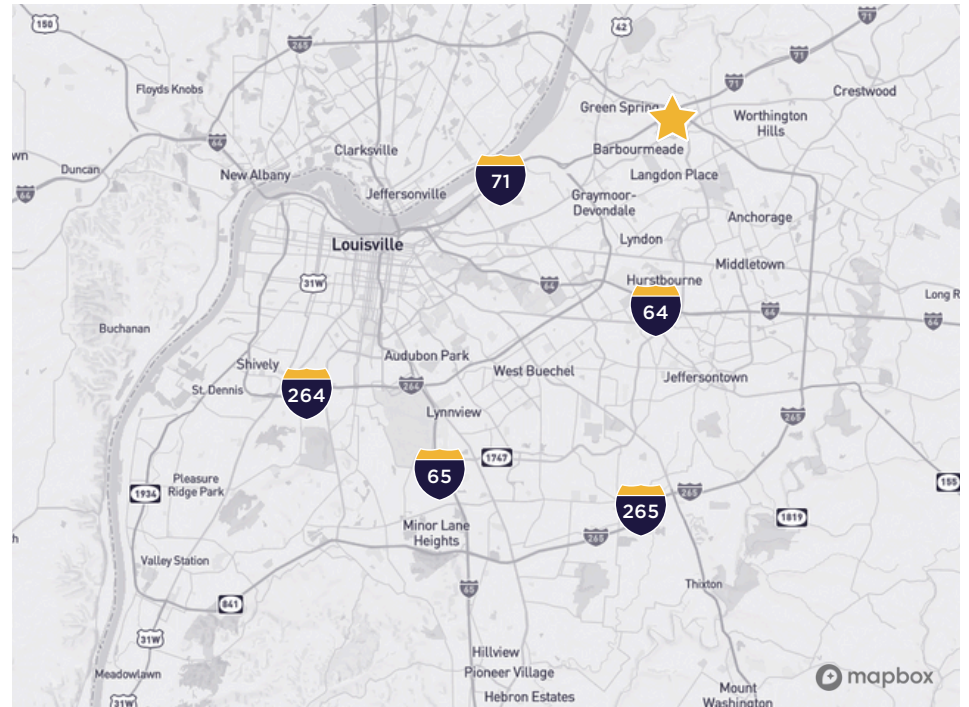 150
42
71
265
71
71
Floyds Knobs
Crestwood
Green Spring
Worthington
Hills
64
Clarksville
Barbourmeade
wn
Duncan
New Albany
71
Langdon Place
64
Jeffersonville
Graymoor-
Devondale
Anchorage
Louisville
Lyndon
Middletown
31W
64
Hurstbourne
Long R
64
64
64
Buchanan
Shively
Audubon Park
264
West Buechel
Jeffersontown
St. Dennis
264
Lynnview
265
1747
65
Pleasure
Ridge Park
155
1934
265
265
1819
Minor Lane
Heights
265
h
Valley Station
65
Thixton
841
31W
Hillview
Meadowlawn
Pioneer Village
mapbox
Hebron Estates
Mount
Washington
31W